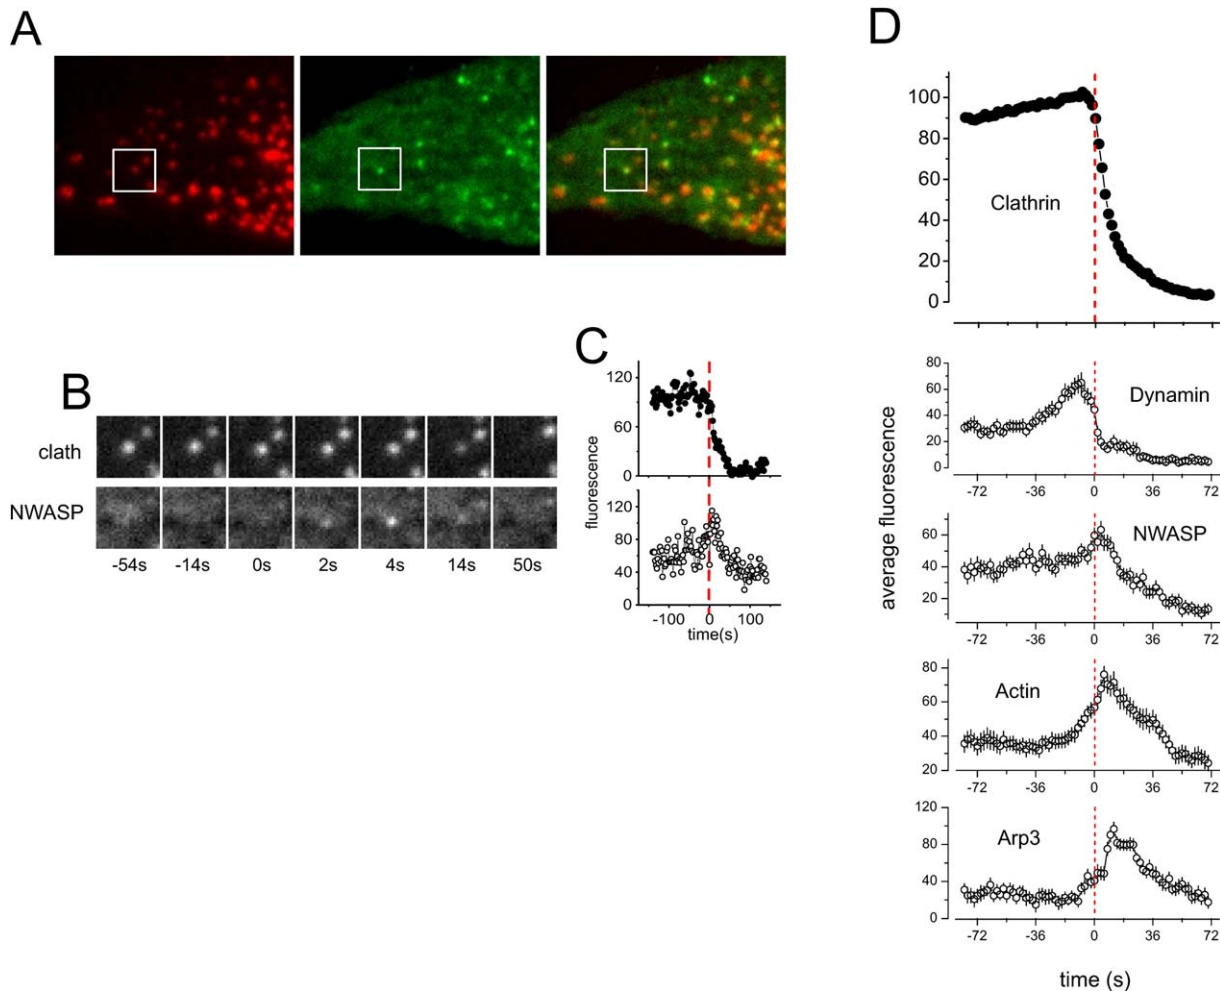 A
B
clath
NWASP
-54s -14s 0s 2s 4s 14s 50s
C
fluorescence
120
60
0
120
80
40
0
-100 0 100
time(s)
D
average fluorescence
100
80
60
40
20
0
Clathrin
80
60
40
20
0
Dynamin
-72 -36 0 36 72
60
40
20
NWASP
-72 -36 0 36 72
80
60
40
20
Actin
-72 -36 0 36 72
120
80
40
0
Arp3
-72 -36 0 36 72
time (s)